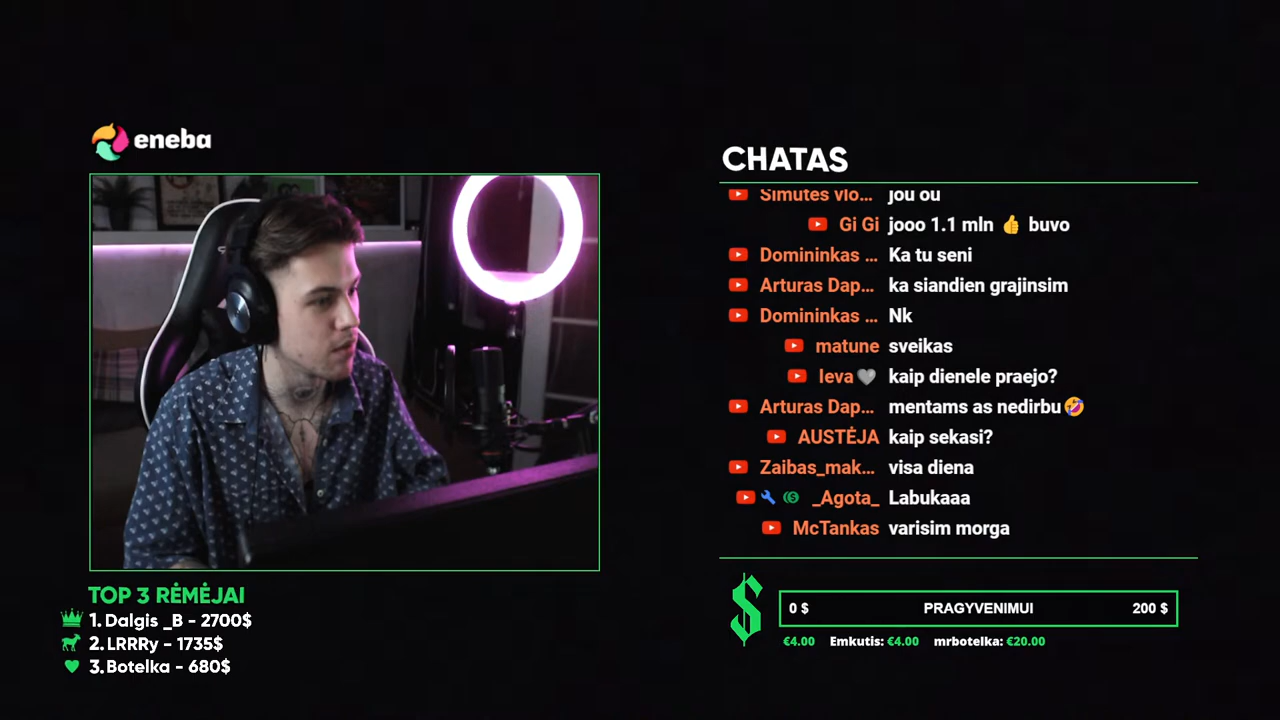 eneba
CHATAS
Simutes vlo... jou ou
Gi Gi jooo 1.1 mln 👍 buvo
Domininkas ... Ka tu seni
Arturas Dap... ka siandien grajinsim
Domininkas ... Nk
matune sveikas
Ieva🩶 kaip dienele praejo?
Arturas Dap... mentams as nedirbu🤣
AUSTĖJA kaip sekasi?
Zaibas_mak... visa diena
_Agota_ Labukaaa
McTankas varisim morga
TOP 3 RĖMĖJAI
1. Dalgis _B - 2700$
2. LRRRy - 1735$
3. Botelka - 680$
$
0 $ PRAGYVENIMUI 200 $
€4.00 Emkutis: €4.00 mrbotelka: €20.00